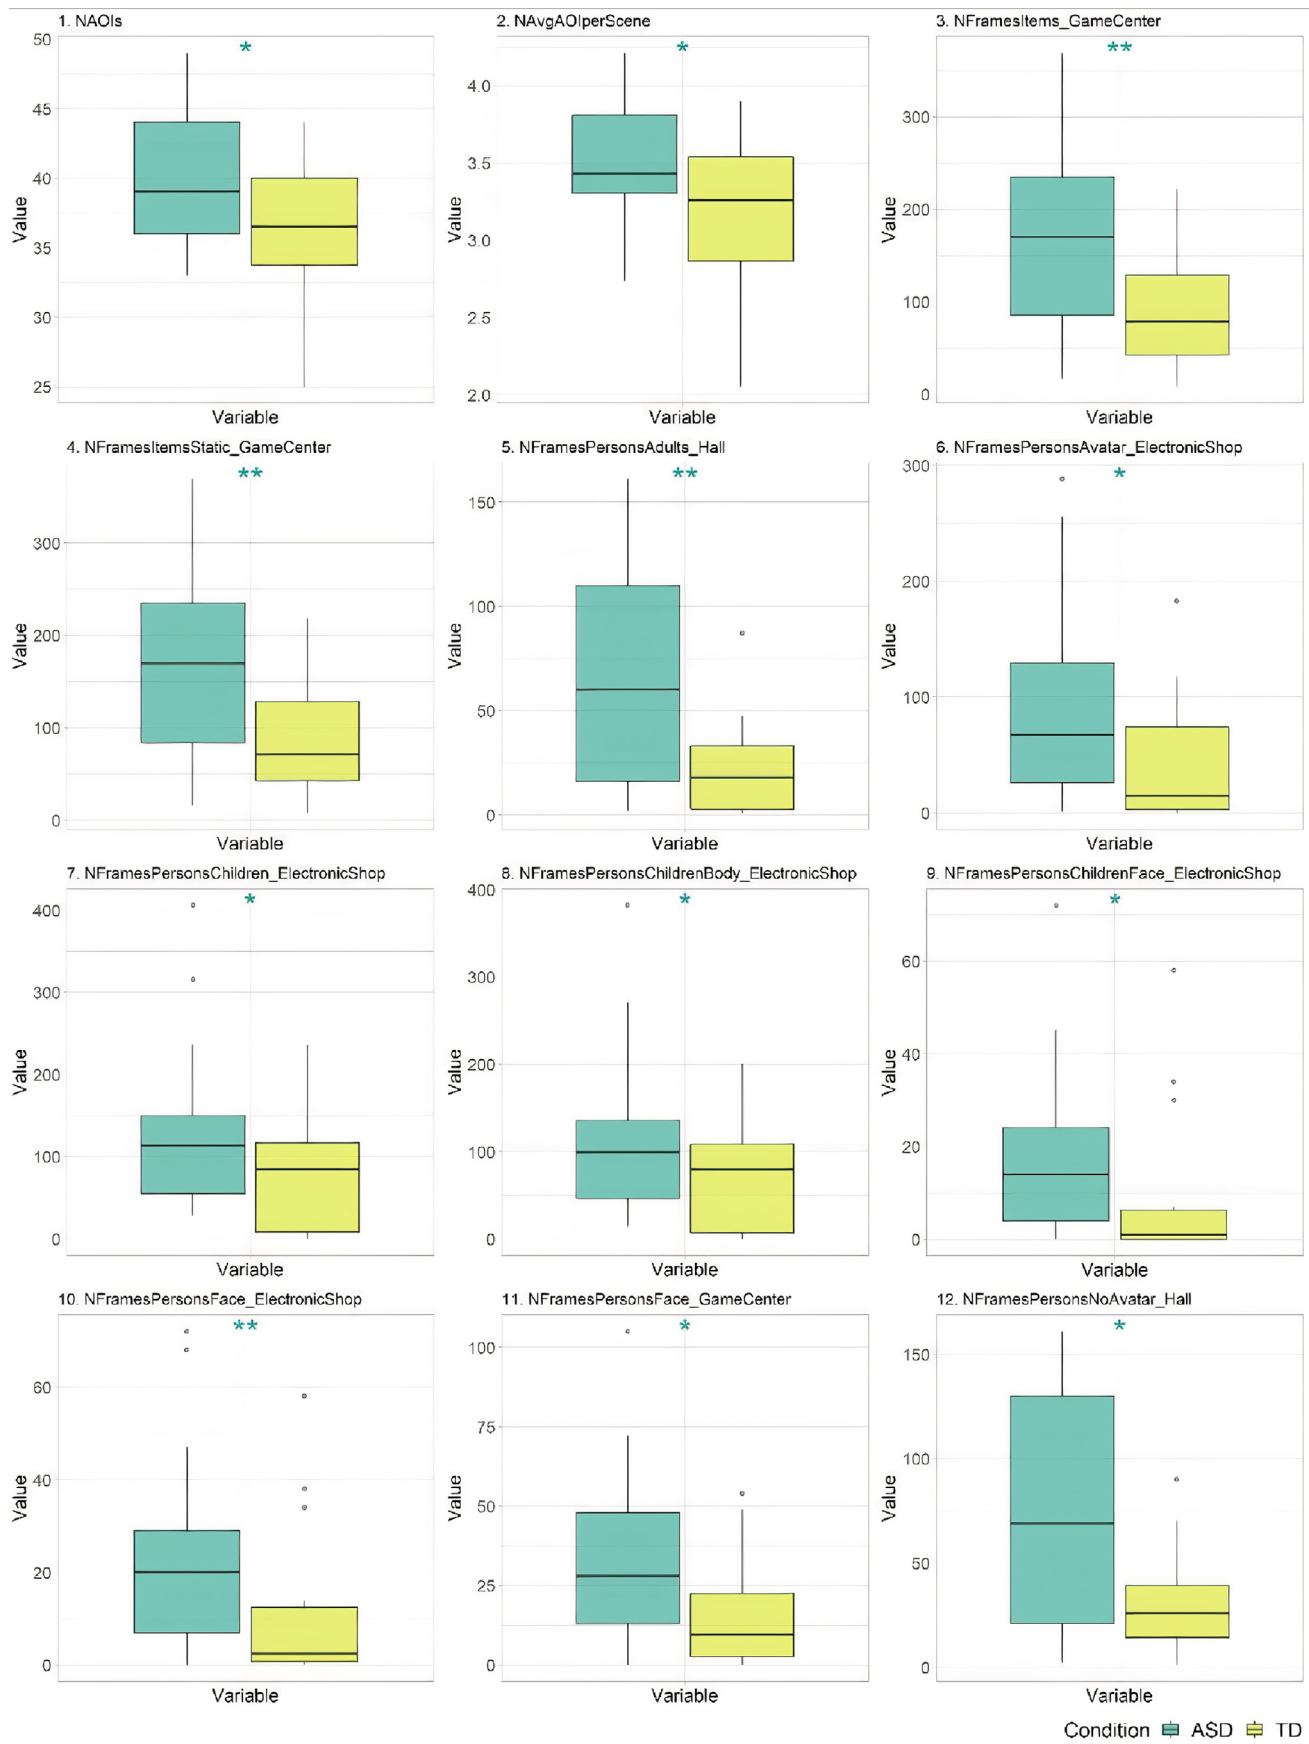 1. NAOIs
*
50
45
40
35
30
25
Value
Variable
2. NAvgAOIperScene
*
4.0
3.5
3.0
2.5
2.0
Value
Variable
3. NFramesItems_GameCenter
**
300
200
100
0
Value
Variable
4. NFramesItemsStatic_GameCenter
**
300
200
100
0
Value
Variable
5. NFramesPersonsAdults_Hall
**
150
100
50
0
Value
Variable
6. NFramesPersonsAvatar_ElectronicShop
*
300
200
100
0
Value
Variable
7. NFramesPersonsChildren_ElectronicShop
*
400
300
200
100
0
Value
Variable
8. NFramesPersonsChildrenBody_ElectronicShop
*
400
300
200
100
0
Value
Variable
9. NFramesPersonsChildrenFace_ElectronicShop
*
60
40
20
0
Value
Variable
10. NFramesPersonsFace_ElectronicShop
**
60
40
20
0
Value
Variable
11. NFramesPersonsFace_GameCenter
*
100
75
50
25
0
Value
Variable
12. NFramesPersonsNoAvatar_Hall
*
150
100
50
0
Value
Variable
Condition ASD TD